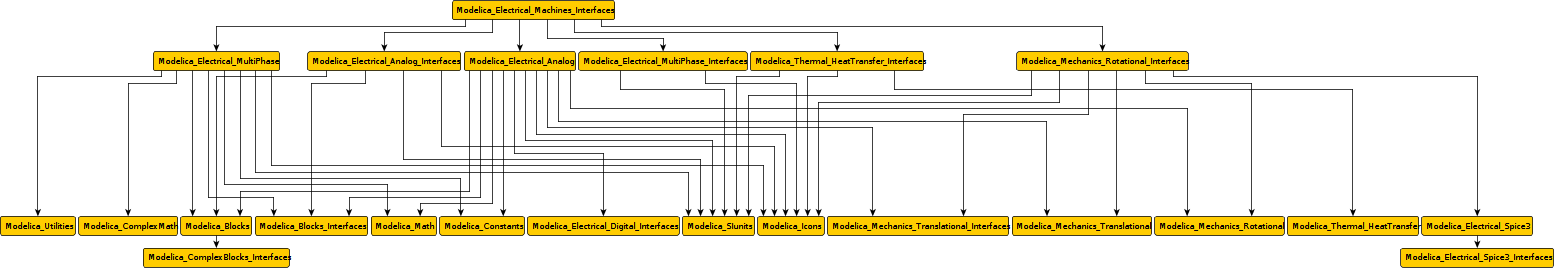 Modelica_Electrical_Machines_Interfaces
Modelica_Electrical_MultiPhase
Modelica_Electrical_Analog_Interfaces
Modelica_Electrical_Analog
Modelica_Electrical_MultiPhase_Interfaces
Modelica_Thermal_HeatTransfer_Interfaces
Modelica_Mechanics_Rotational_Interfaces
Modelica_Utilities
Modelica_ComplexMath
Modelica_Blocks
Modelica_Blocks_Interfaces
Modelica_Math
Modelica_Constants
Modelica_Electrical_Digital_Interfaces
Modelica_SIunits
Modelica_Icons
Modelica_Mechanics_Translational_Interfaces
Modelica_Mechanics_Translational
Modelica_Mechanics_Rotational
Modelica_Thermal_HeatTransfer
Modelica_Electrical_Spice3
Modelica_ComplexBlocks_Interfaces
Modelica_Electrical_Spice3_Interfaces